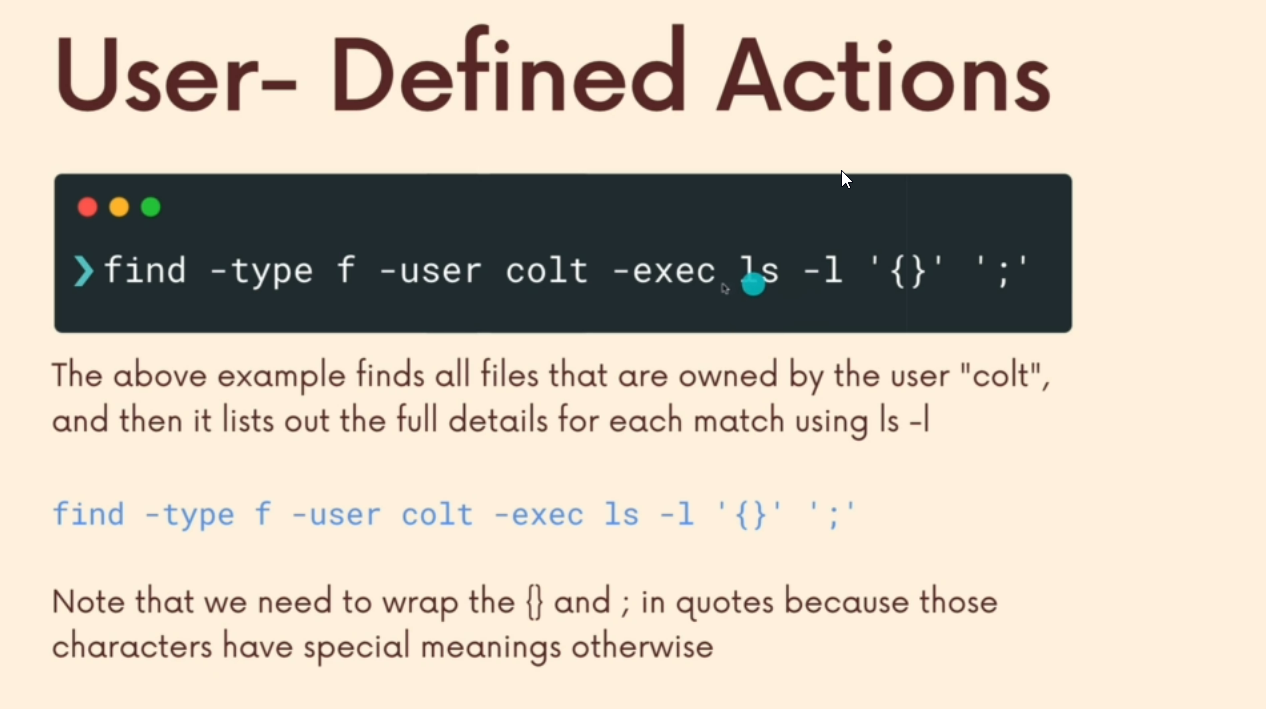 User- Defined Actions
❯ find -type f -user colt -exec ls -l '{}' ';'
The above example finds all files that are owned by the user "colt",
and then it lists out the full details for each match using ls -l
find -type f -user colt -exec ls -l '{}' ';'
Note that we need to wrap the {} and ; in quotes because those
characters have special meanings otherwise